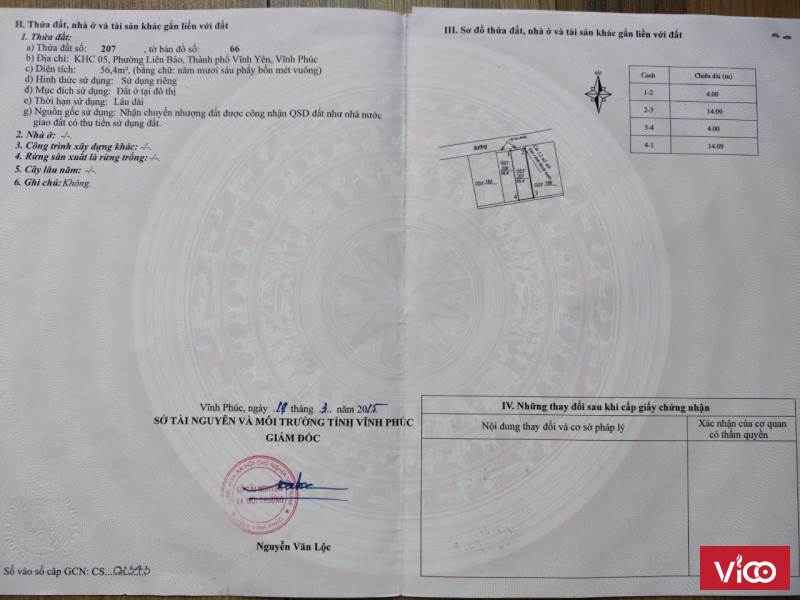 II. Thửa đất, nhà ở và tài sản khác gắn liền với đất
1. Thửa đất:
a) Thửa đất số: 207 , tờ bản đồ số: 66
b) Địa chỉ: KHC 05, Phường Liên Bảo, Thành phố Vĩnh Yên, Vĩnh Phúc
c) Diện tích: 56,4m², (bằng chữ: năm mươi sáu phẩy bốn mét vuông)
d) Hình thức sử dụng: Sử dụng riêng
đ) Mục đích sử dụng: Đất ở tại đô thị
e) Thời hạn sử dụng: Lâu dài
g) Nguồn gốc sử dụng: Nhận chuyển nhượng đất được công nhận QSD đất như nhà nước
giao đất có thu tiền sử dụng đất.
2. Nhà ở: -/-.
3. Công trình xây dựng khác: -/-.
4. Rừng sản xuất là rừng trồng: -/-.
5. Cây lâu năm: -/-.
6. Ghi chú: Không.
Vĩnh Phúc, ngày 19 tháng 3 năm 2015
SỞ TÀI NGUYÊN VÀ MÔI TRƯỜNG TỈNH VĨNH PHÚC
GIÁM ĐỐC
SỞ TÀI NGUYÊN
VÀ MÔI TRƯỜNG
Nguyễn Văn Lộc
Số vào sổ cấp GCN: CS...02343
III. Sơ đồ thửa đất, nhà ở và tài sản khác gắn liền với đất
BẮC
Cạnh Chiều dài (m)
1-2 4.00
2-3 14.09
3-4 4.00
4-1 14.09
đường
IV. Những thay đổi sau khi cấp giấy chứng nhận
Nội dung thay đổi và cơ sở pháp lý
Xác nhận của cơ quan
có thẩm quyền
Vico